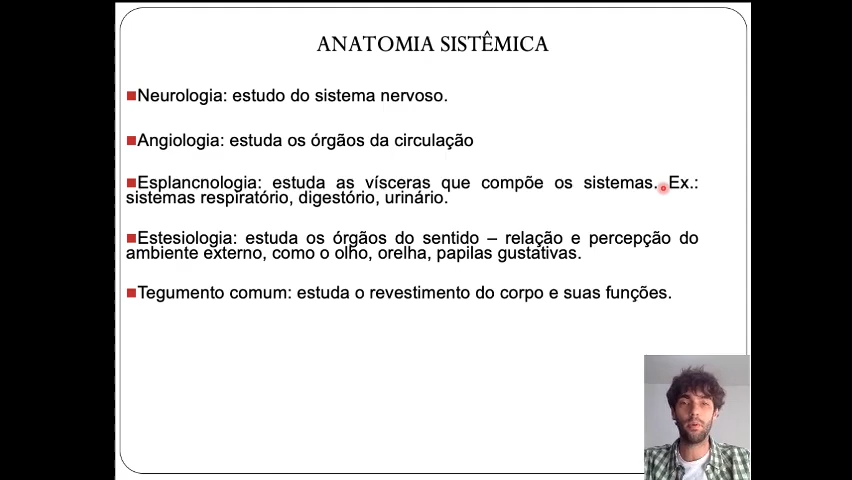 ANATOMIA SISTÊMICA
Neurologia: estudo do sistema nervoso.
Angiologia: estuda os órgãos da circulação
Esplancnologia: estuda as vísceras que compõe os sistemas. Ex.:
sistemas respiratório, digestório, urinário.
Estesiologia: estuda os órgãos do sentido – relação e percepção do
ambiente externo, como o olho, orelha, papilas gustativas.
Tegumento comum: estuda o revestimento do corpo e suas funções.